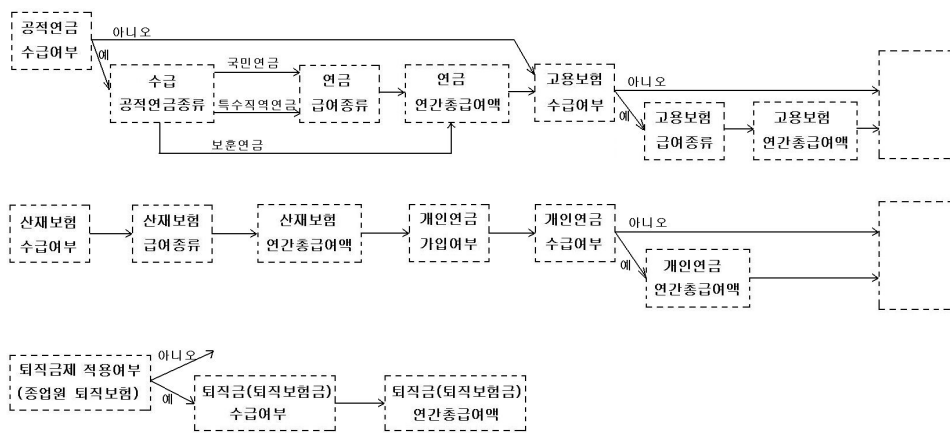 공적연금
수급여부
아니오
예
수급
공적연금종류
국민연금
특수직역연금
보훈연금
연금
급여종류
연금
연간총급여액
고용보험
수급여부
아니오
예
고용보험
급여종류
고용보험
연간총급여액
산재보험
수급여부
산재보험
급여종류
산재보험
연간총급여액
개인연금
가입여부
개인연금
수급여부
아니오
예
개인연금
연간총급여액
퇴직금제 적용여부
(종업원 퇴직보험)
아니오
예
퇴직금(퇴직보험금)
수급여부
퇴직금(퇴직보험금)
연간총급여액